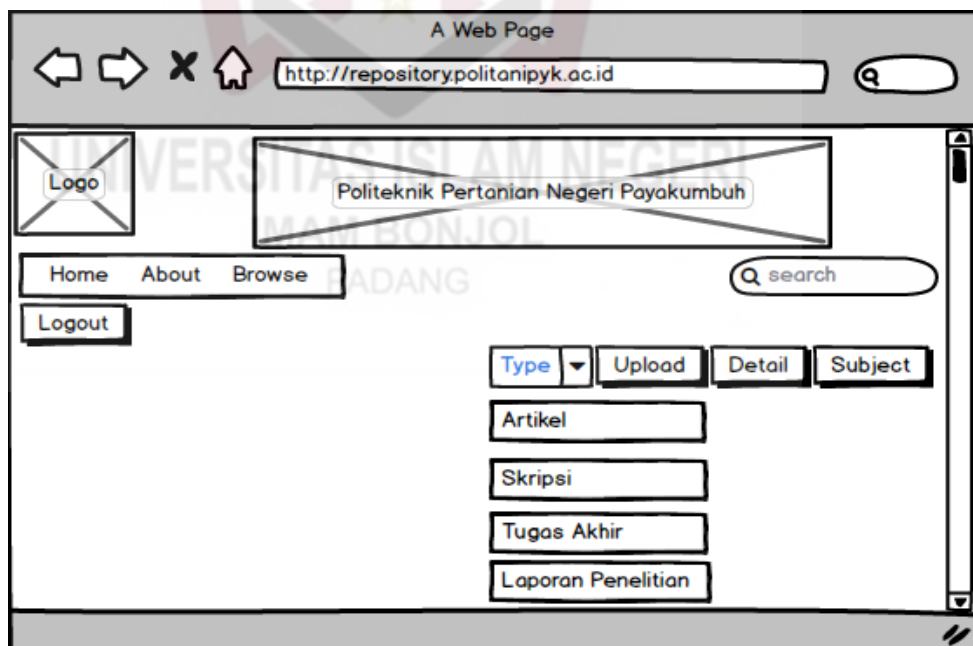 A Web Page
http://repository.politanipyk.ac.id
UNIVERSITAS ISLAM NEGERI
IMAM BONJOL
PADANG
Logo
Politeknik Pertanian Negeri Payakumbuh
Home About Browse
search
Logout
Type Upload Detail Subject
Artikel
Skripsi
Tugas Akhir
Laporan Penelitian